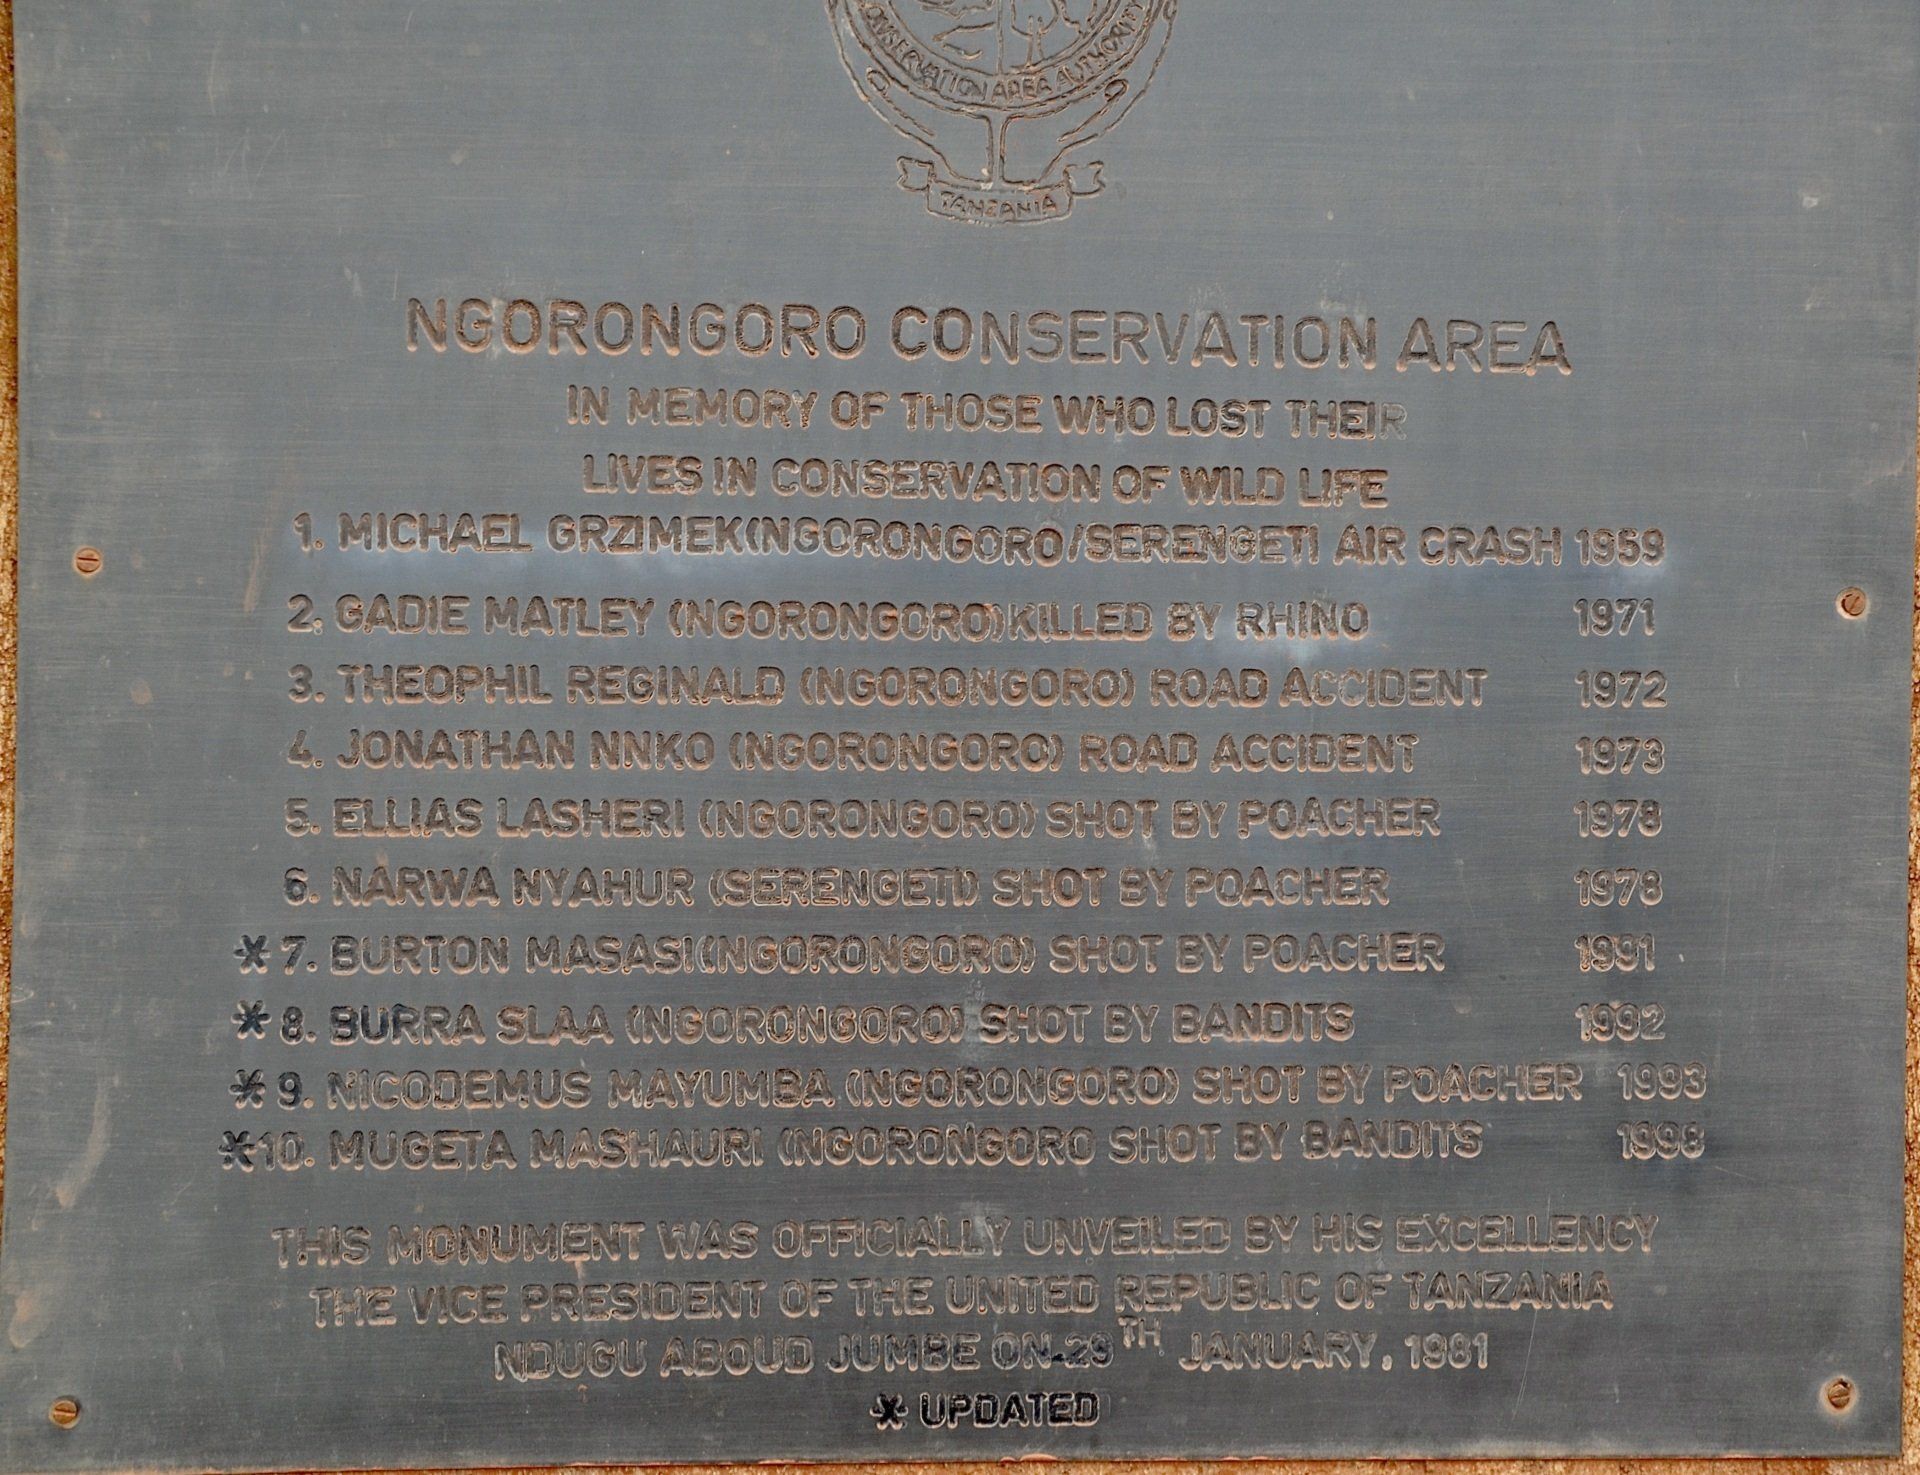 CONSERVATION AREA AUTHORITY
TANZANIA
NGORONGORO CONSERVATION AREA
IN MEMORY OF THOSE WHO LOST THEIR
LIVES IN CONSERVATION OF WILD LIFE
1. MICHAEL GRZIMEK(NGORONGORO/SERENGETI AIR CRASH 1959
2. GADIE MATLEY (NGORONGORO)KILLED BY RHINO 1971
3. THEOPHIL REGINALD (NGORONGORO) ROAD ACCIDENT 1972
4. JONATHAN NNKO (NGORONGORO) ROAD ACCIDENT 1973
5. ELLIAS LASHERI (NGORONGORO) SHOT BY POACHER 1978
6. NARWA NYAHUR (SERENGETI) SHOT BY POACHER 1978
* 7. BURTON MASASI(NGORONGORO) SHOT BY POACHER 1991
* 8. BURRA SLAA (NGORONGORO) SHOT BY BANDITS 1992
* 9. NICODEMUS MAYUMBA (NGORONGORO) SHOT BY POACHER 1993
*10. MUGETA MASHAURI (NGORONGORO SHOT BY BANDITS 1998
THIS MONUMENT WAS OFFICIALLY UNVEILED BY HIS EXCELLENCY
THE VICE PRESIDENT OF THE UNITED REPUBLIC OF TANZANIA
NDUGU ABOUD JUMBE ON 29TH JANUARY, 1981
* UPDATED